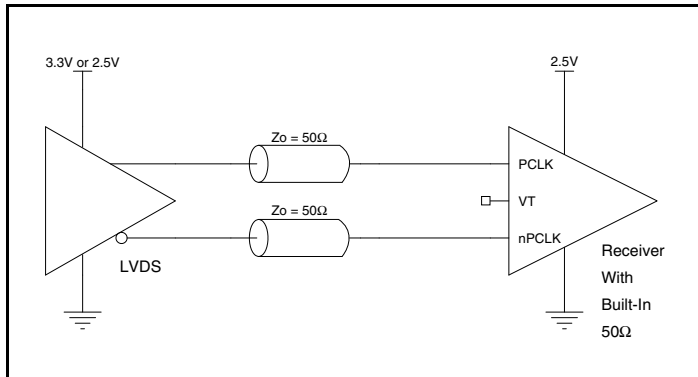 3.3V or 2.5V
2.5V
Zo = 50Ω
PCLK
VT
Zo = 50Ω
nPCLK
LVDS
Receiver
With
Built-In
50Ω